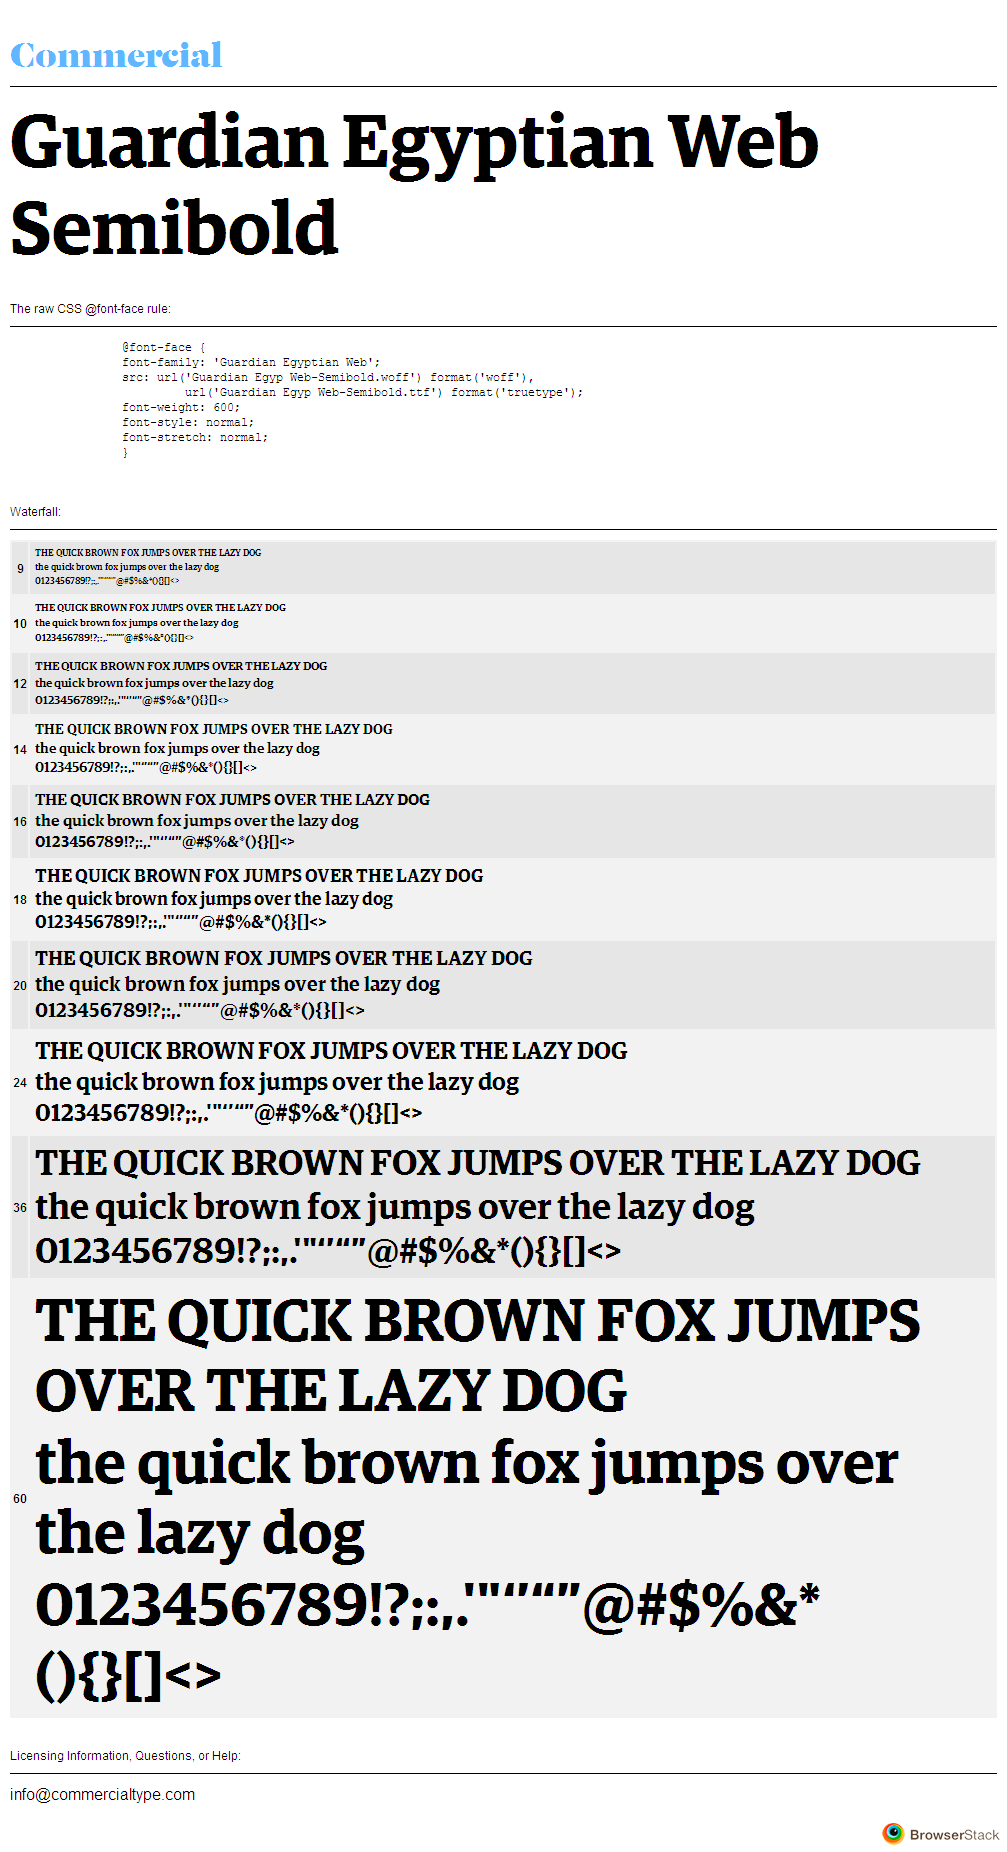 Commercial
Guardian Egyptian Web
Semibold
The raw CSS @font-face rule:
@font-face {
font-family: 'Guardian Egyptian Web';
src: url('Guardian Egyp Web-Semibold.woff') format('woff'),
url('Guardian Egyp Web-Semibold.ttf') format('truetype');
font-weight: 600;
font-style: normal;
font-stretch: normal;
}
Waterfall:
THE QUICK BROWN FOX JUMPS OVER THE LAZY DOG
9 the quick brown fox jumps over the lazy dog
0123456789!?;:,.'"‘’“”@#$%&*(){}[]<>
THE QUICK BROWN FOX JUMPS OVER THE LAZY DOG
10 the quick brown fox jumps over the lazy dog
0123456789!?;:,.'"‘’“”@#$%&*(){}[]<>
THE QUICK BROWN FOX JUMPS OVER THE LAZY DOG
12 the quick brown fox jumps over the lazy dog
0123456789!?;:,.'"‘’“”@#$%&*(){}[]<>
THE QUICK BROWN FOX JUMPS OVER THE LAZY DOG
14 the quick brown fox jumps over the lazy dog
0123456789!?;:,.'"‘’“”@#$%&*(){}[]<>
THE QUICK BROWN FOX JUMPS OVER THE LAZY DOG
16 the quick brown fox jumps over the lazy dog
0123456789!?;:,.'"‘’“”@#$%&*(){}[]<>
THE QUICK BROWN FOX JUMPS OVER THE LAZY DOG
18 the quick brown fox jumps over the lazy dog
0123456789!?;:,.'"‘’“”@#$%&*(){}[]<>
THE QUICK BROWN FOX JUMPS OVER THE LAZY DOG
20 the quick brown fox jumps over the lazy dog
0123456789!?;:,.'"‘’“”@#$%&*(){}[]<>
THE QUICK BROWN FOX JUMPS OVER THE LAZY DOG
24 the quick brown fox jumps over the lazy dog
0123456789!?;:,.'"‘’“”@#$%&*(){}[]<>
THE QUICK BROWN FOX JUMPS OVER THE LAZY DOG
36 the quick brown fox jumps over the lazy dog
0123456789!?;:,.'"‘’“”@#$%&*(){}[]<>
THE QUICK BROWN FOX JUMPS
OVER THE LAZY DOG
the quick brown fox jumps over
60
the lazy dog
0123456789!?;:,.'"‘’“”@#$%&*
(){}[]<>
Licensing Information, Questions, or Help:
info@commercialtype.com
BrowserStack